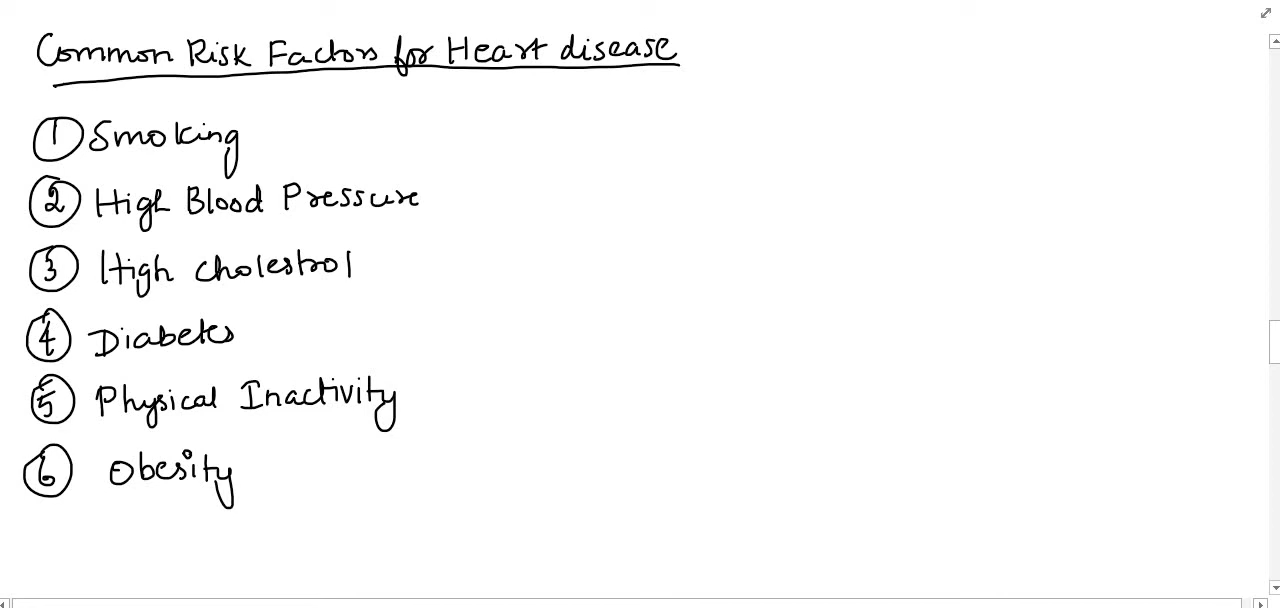 Common Risk Factors for Heart disease
① Smoking
② High Blood Pressure
③ High cholestrol
④ Diabetes
⑤ Physical Inactivity
⑥ Obesity